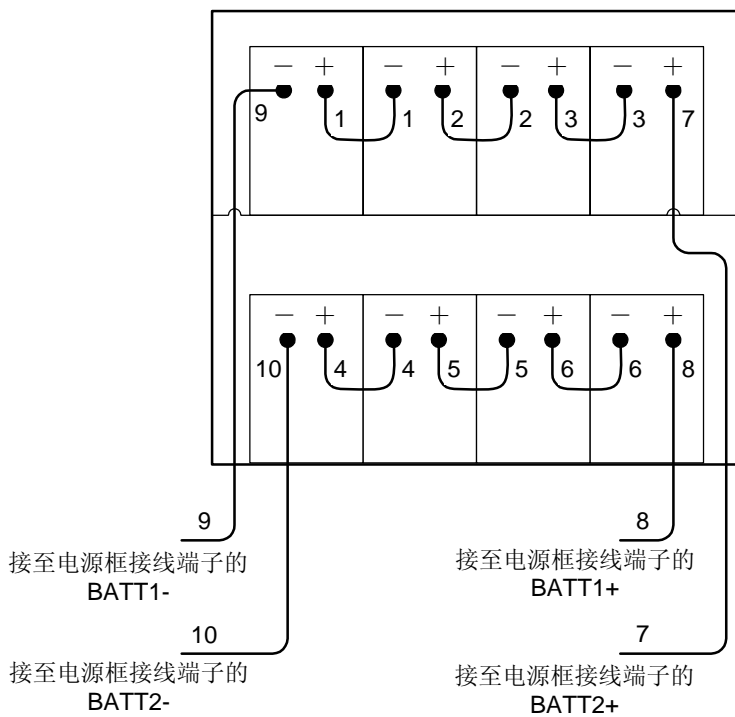 − + − + − + − +
9 1 1 2 2 3 3 7
− + − + − + − +
10 4 4 5 5 6 6 8
9
接至电源框接线端子的
BATT1-
8
接至电源框接线端子的
BATT1+
10
接至电源框接线端子的
BATT2-
7
接至电源框接线端子的
BATT2+